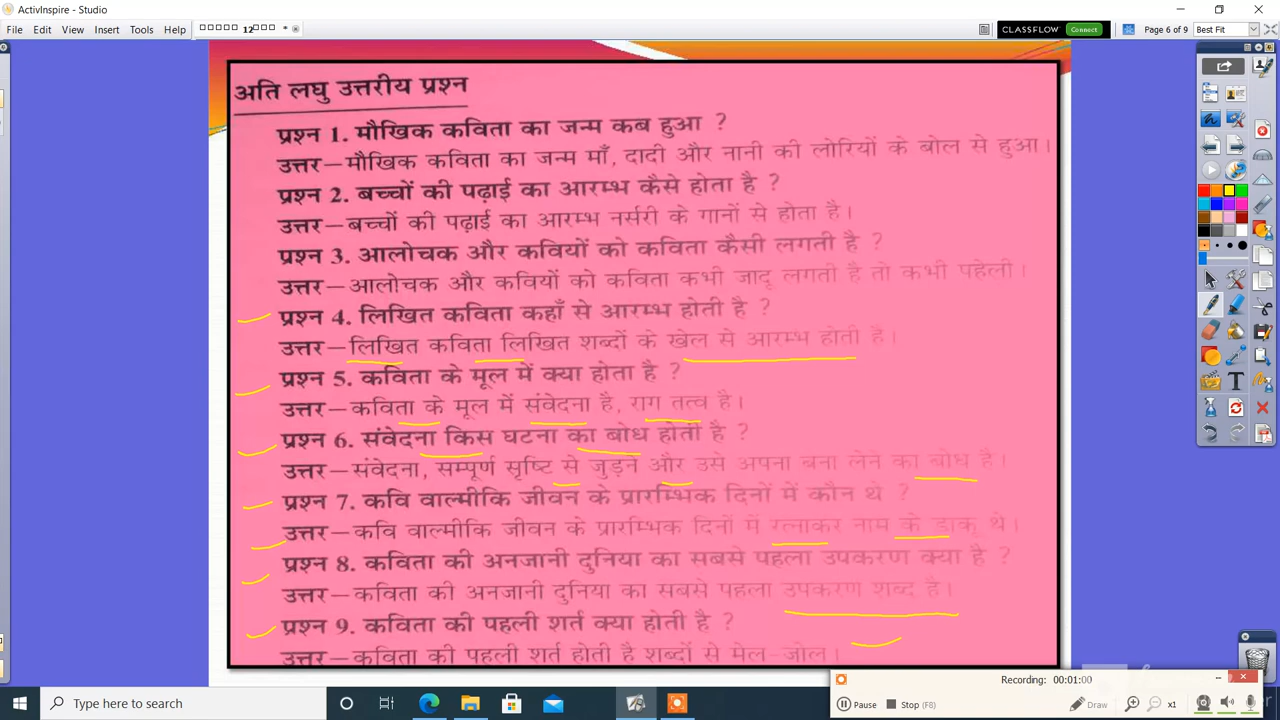 ActivInspire - Studio
File Edit View Insert Tools Help
12
*
CLASSFLOW Connect
Page 6 of 9 Best Fit
अति लघु उत्तरीय प्रश्न
प्रश्न 1. मौखिक कविता का जन्म कब हुआ ?
उत्तर–मौखिक कविता का जन्म माँ, दादी और नानी की लोरियों के बोल से हुआ।
प्रश्न 2. बच्चों की पढ़ाई का आरम्भ कैसे होता है ?
उत्तर–बच्चों की पढ़ाई का आरम्भ नर्सरी के गानों से होता है।
प्रश्न 3. आलोचक और कवियों को कविता कैसी लगती है ?
उत्तर–आलोचक और कवियों को कविता कभी जादू लगती है तो कभी पहेली।
प्रश्न 4. लिखित कविता कहाँ से आरम्भ होती है ?
उत्तर–लिखित कविता लिखित शब्दों के खेल से आरम्भ होती है।
प्रश्न 5. कविता के मूल में क्या होता है ?
उत्तर–कविता के मूल में संवेदना है, राग तत्व है।
प्रश्न 6. संवेदना किस घटना का बोध होती है ?
उत्तर–संवेदना, सम्पूर्ण सृष्टि से जुड़ने और उसे अपना बना लेने का बोध है।
प्रश्न 7. कवि वाल्मीकि जीवन के प्रारम्भिक दिनों में कौन थे ?
उत्तर–कवि वाल्मीकि जीवन के प्रारम्भिक दिनों में रत्नाकर नाम के डाकू थे।
प्रश्न 8. कविता की अनजानी दुनिया का सबसे पहला उपकरण क्या है ?
उत्तर–कविता की अनजानी दुनिया का सबसे पहला उपकरण शब्द है।
प्रश्न 9. कविता की पहली शर्त क्या होती है ?
उत्तर–कविता की पहली शर्त होती है शब्दों से मेल-जोल।
Recording: 00:01:00
Pause Stop (F8) Draw x1
Type here to search